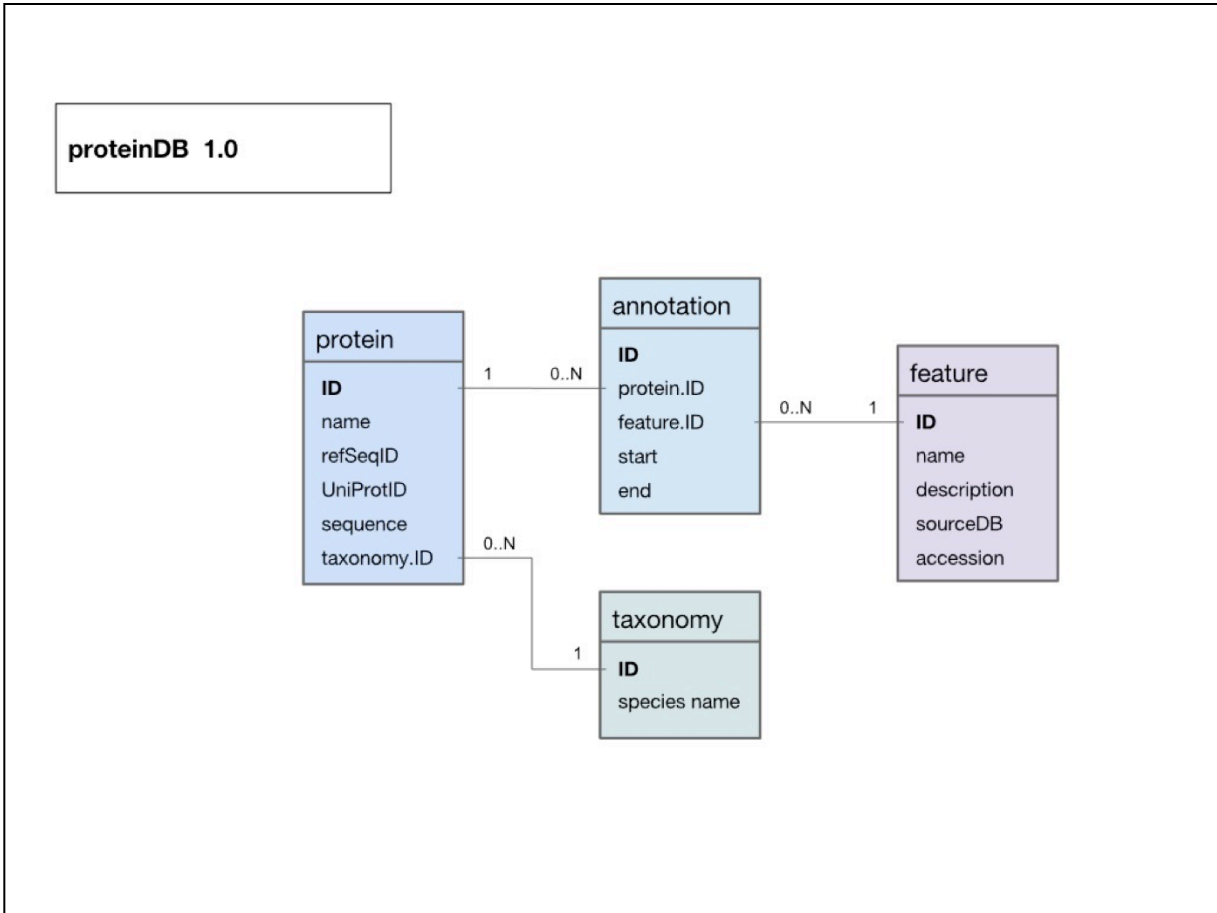 proteinDB 1.0
protein
ID
name
refSeqID
UniProtID
sequence
taxonomy.ID
1
0..N
annotation
ID
protein.ID
feature.ID
start
end
0..N
1
feature
ID
name
description
sourceDB
accession
0..N
1
taxonomy
ID
species name